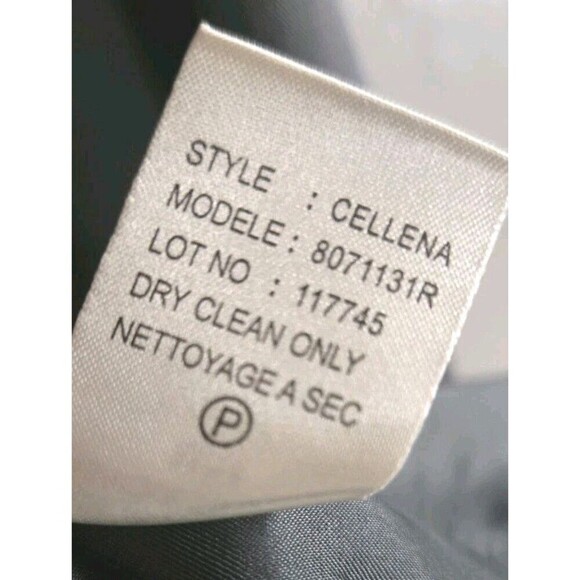 STYLE : CELLENA
MODELE : 8071131R
LOT NO : 117745
DRY CLEAN ONLY
NETTOYAGE A SEC
P